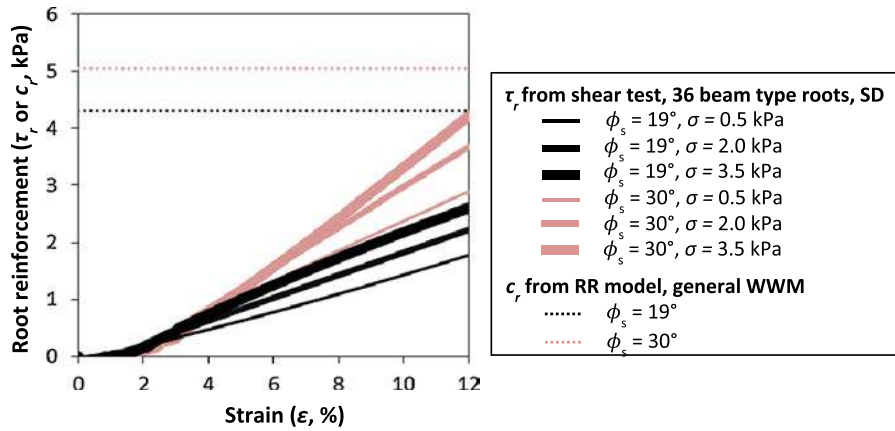 6
5
4
3
2
1
0
0 2 4 6 8 10 12
Root reinforcement (τr or cr, kPa)
Strain (ε, %)
τr from shear test, 36 beam type roots, SD
ϕs = 19°, σ = 0.5 kPa
ϕs = 19°, σ = 2.0 kPa
ϕs = 19°, σ = 3.5 kPa
ϕs = 30°, σ = 0.5 kPa
ϕs = 30°, σ = 2.0 kPa
ϕs = 30°, σ = 3.5 kPa
cr from RR model, general WWM
ϕs = 19°
ϕs = 30°